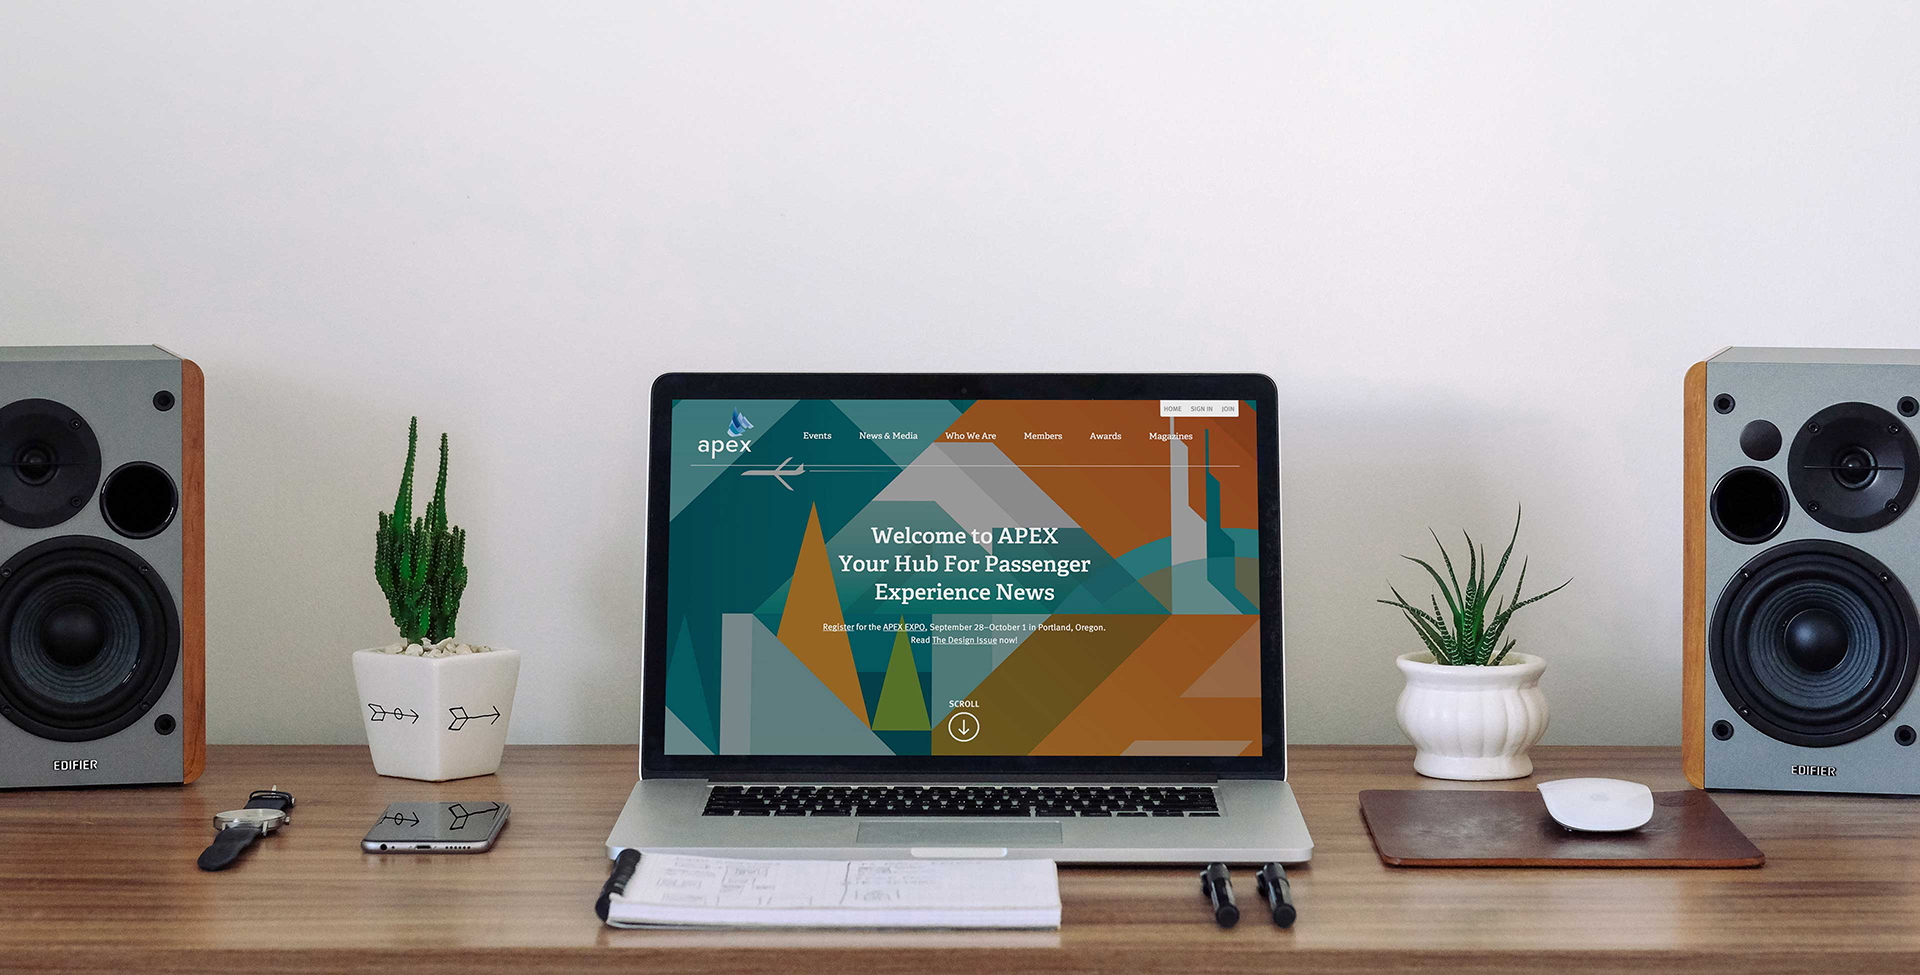 HOME SIGN IN JOIN
apex
Events News & Media Who We Are Members Awards Magazines
Welcome to APEX
Your Hub For Passenger
Experience News
Register for the APEX EXPO, September 28–October 1 in Portland, Oregon.
Read The Design Issue now!
SCROLL
EDIFIER
EDIFIER